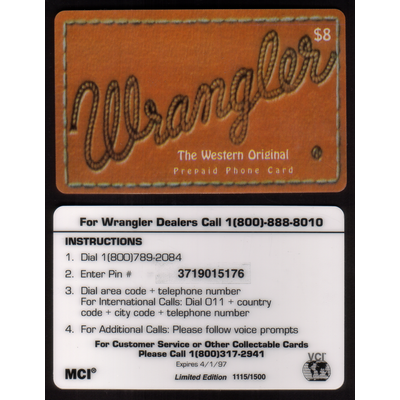 $8
Wrangler
The Western Original
Prepaid Phone Card
For Wrangler Dealers Call 1(800)-888-8010
INSTRUCTIONS
1. Dial 1(800)789-2084
2. Enter Pin # 3719015176
3. Dial area code + telephone number
For International Calls: Dial 011 + country
code + city code + telephone number
4. For Additional Calls: Please follow voice prompts
For Customer Service or Other Collectable Cards
Please Call 1(800)317-2941
Expires 4/1/97
MCI® Limited Edition 1115/1500
VCI